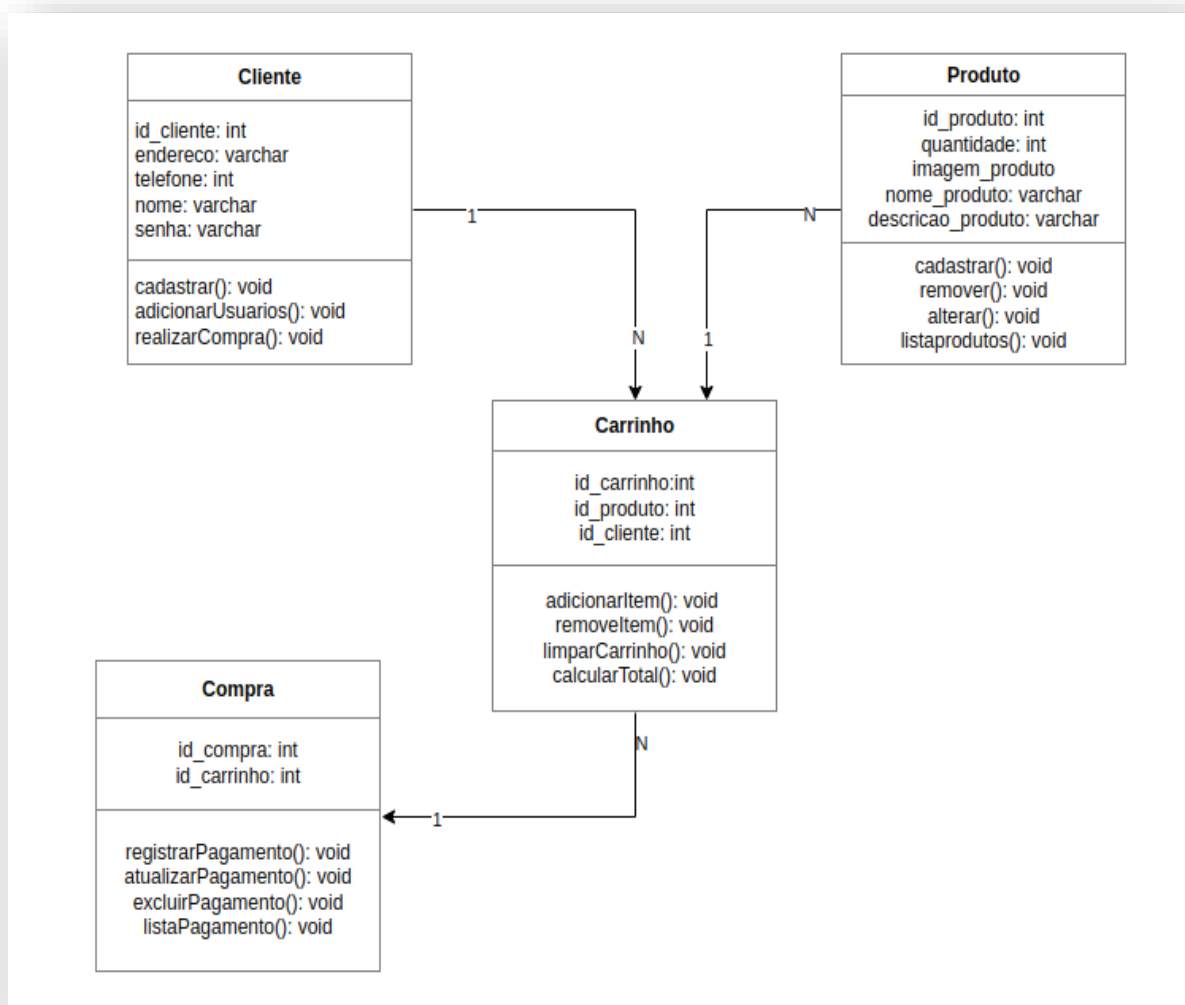 Cliente
id_cliente: int
endereco: varchar
telefone: int
nome: varchar
senha: varchar
cadastrar(): void
adicionarUsuarios(): void
realizarCompra(): void
Produto
id_produto: int
quantidade: int
imagem_produto
nome_produto: varchar
descricao_produto: varchar
cadastrar(): void
remover(): void
alterar(): void
listaprodutos(): void
1
N
N
1
Carrinho
id_carrinho:int
id_produto: int
id_cliente: int
adicionarItem(): void
removeItem(): void
limparCarrinho(): void
calcularTotal(): void
N
1
Compra
id_compra: int
id_carrinho: int
registrarPagamento(): void
atualizarPagamento(): void
excluirPagamento(): void
listaPagamento(): void